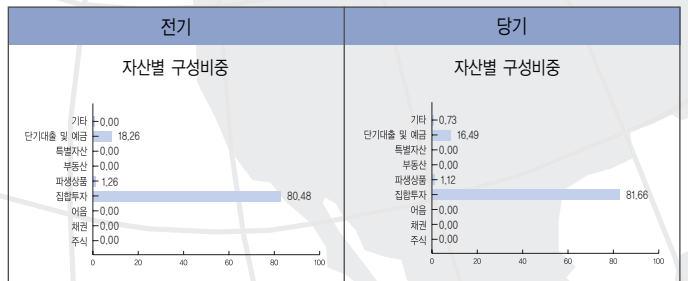 전기
당기
자산별 구성비중
자산별 구성비중
기타 0.00
단기대출 및 예금 18.26
특별자산 0.00
부동산 0.00
파생상품 1.26
집합투자 80.48
어음 0.00
채권 0.00
주식 0.00
0 20 40 60 80 100
기타 0.73
단기대출 및 예금 16.49
특별자산 0.00
부동산 0.00
파생상품 1.12
집합투자 81.66
어음 0.00
채권 0.00
주식 0.00
0 20 40 60 80 100